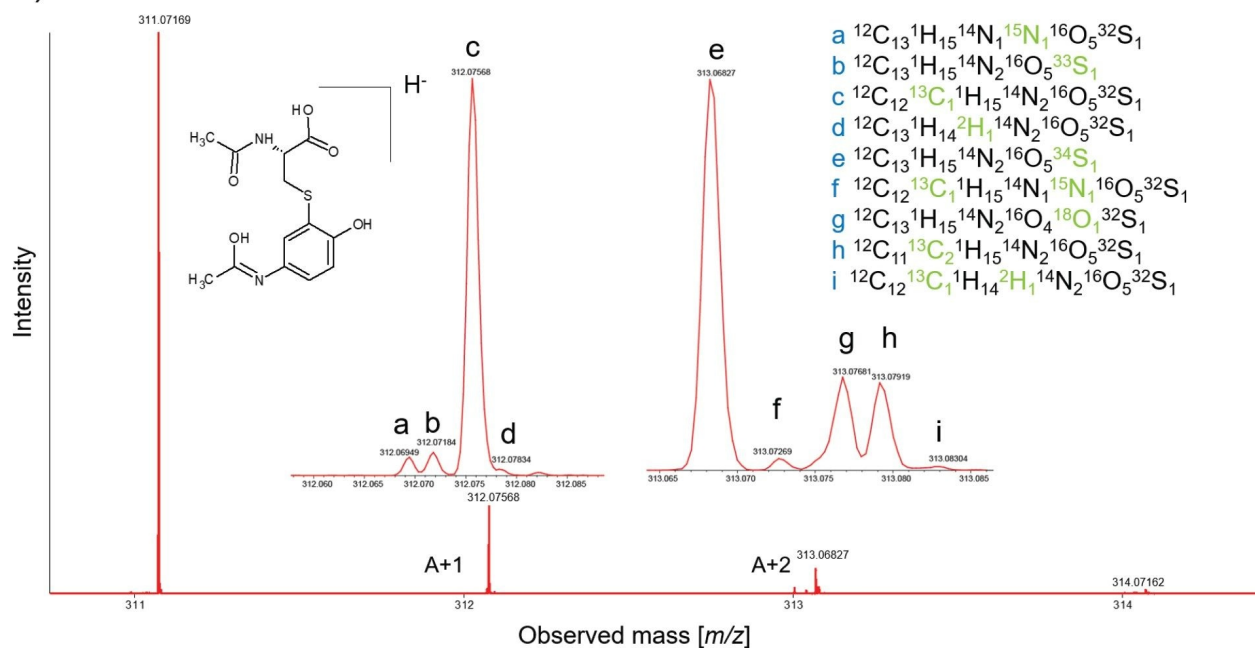 )
311.07169
Intensity
H₃C
NH
HO
O
O
S
OH
OH
H₃C
N
H⁻
a
312.06949
b
312.07184
c
312.07568
d
312.07834
312.060 312.065 312.070 312.075 312.080 312.085
e
313.06827
f
313.07269
g
313.07681
h
313.07919
i
313.08304
313.065 313.070 313.075 313.080 313.085
a ¹²C₁₃¹H₁₅¹⁴N₁¹⁵N₁¹⁶O₅³²S₁
b ¹²C₁₃¹H₁₅¹⁴N₂¹⁶O₅³³S₁
c ¹²C₁₂¹³C₁¹H₁₅¹⁴N₂¹⁶O₅³²S₁
d ¹²C₁₃¹H₁₄²H₁¹⁴N₂¹⁶O₅³²S₁
e ¹²C₁₃¹H₁₅¹⁴N₂¹⁶O₅³⁴S₁
f ¹²C₁₂¹³C₁¹H₁₅¹⁴N₁¹⁵N₁¹⁶O₅³²S₁
g ¹²C₁₃¹H₁₅¹⁴N₂¹⁶O₄¹⁸O₁³²S₁
h ¹²C₁₁¹³C₂¹H₁₅¹⁴N₂¹⁶O₅³²S₁
i ¹²C₁₂¹³C₁¹H₁₄²H₁¹⁴N₂¹⁶O₅³²S₁
A+1
312.07568
A+2
313.06827
314.07162
311 312 313 314
Observed mass [m/z]